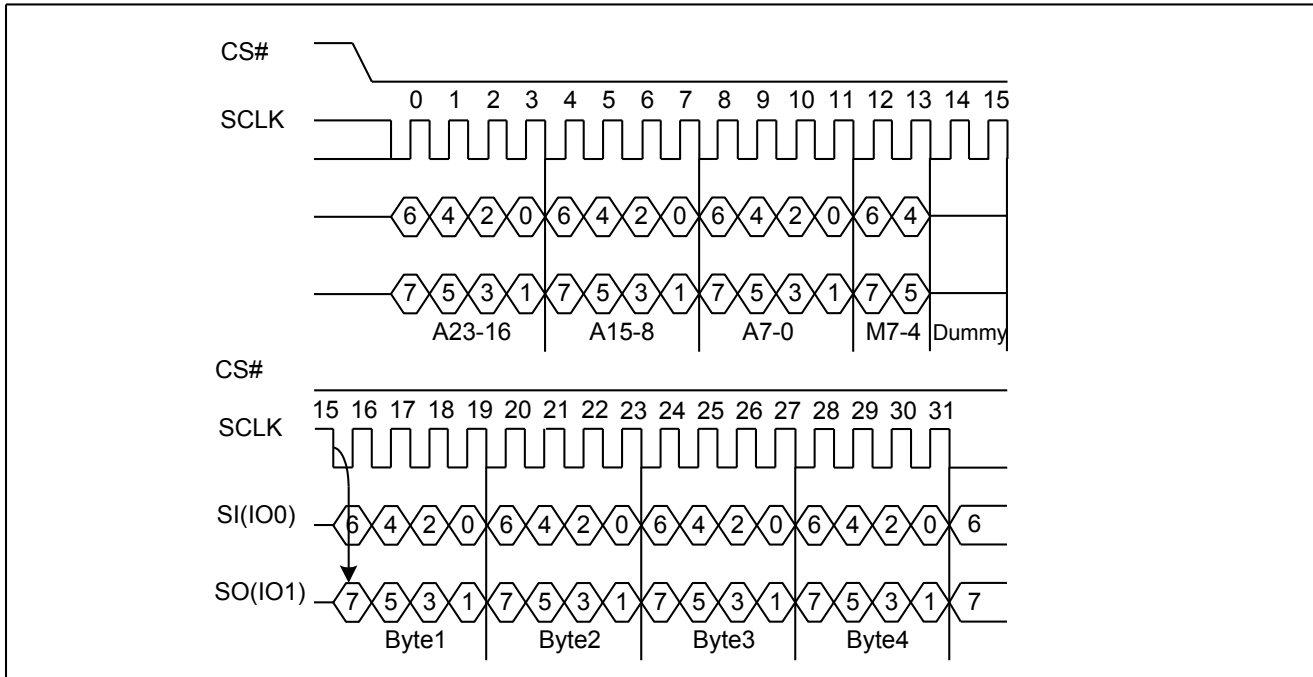 CS#
0 1 2 3 4 5 6 7 8 9 10 11 12 13 14 15
SCLK
6 4 2 0 6 4 2 0 6 4 2 0 6 4
7 5 3 1 7 5 3 1 7 5 3 1 7 5
A23-16 A15-8 A7-0 M7-4 Dummy
CS#
15 16 17 18 19 20 21 22 23 24 25 26 27 28 29 30 31
SCLK
SI(IO0) 6 4 2 0 6 4 2 0 6 4 2 0 6 4 2 0 6
SO(IO1) 7 5 3 1 7 5 3 1 7 5 3 1 7 5 3 1 7
Byte1 Byte2 Byte3 Byte4